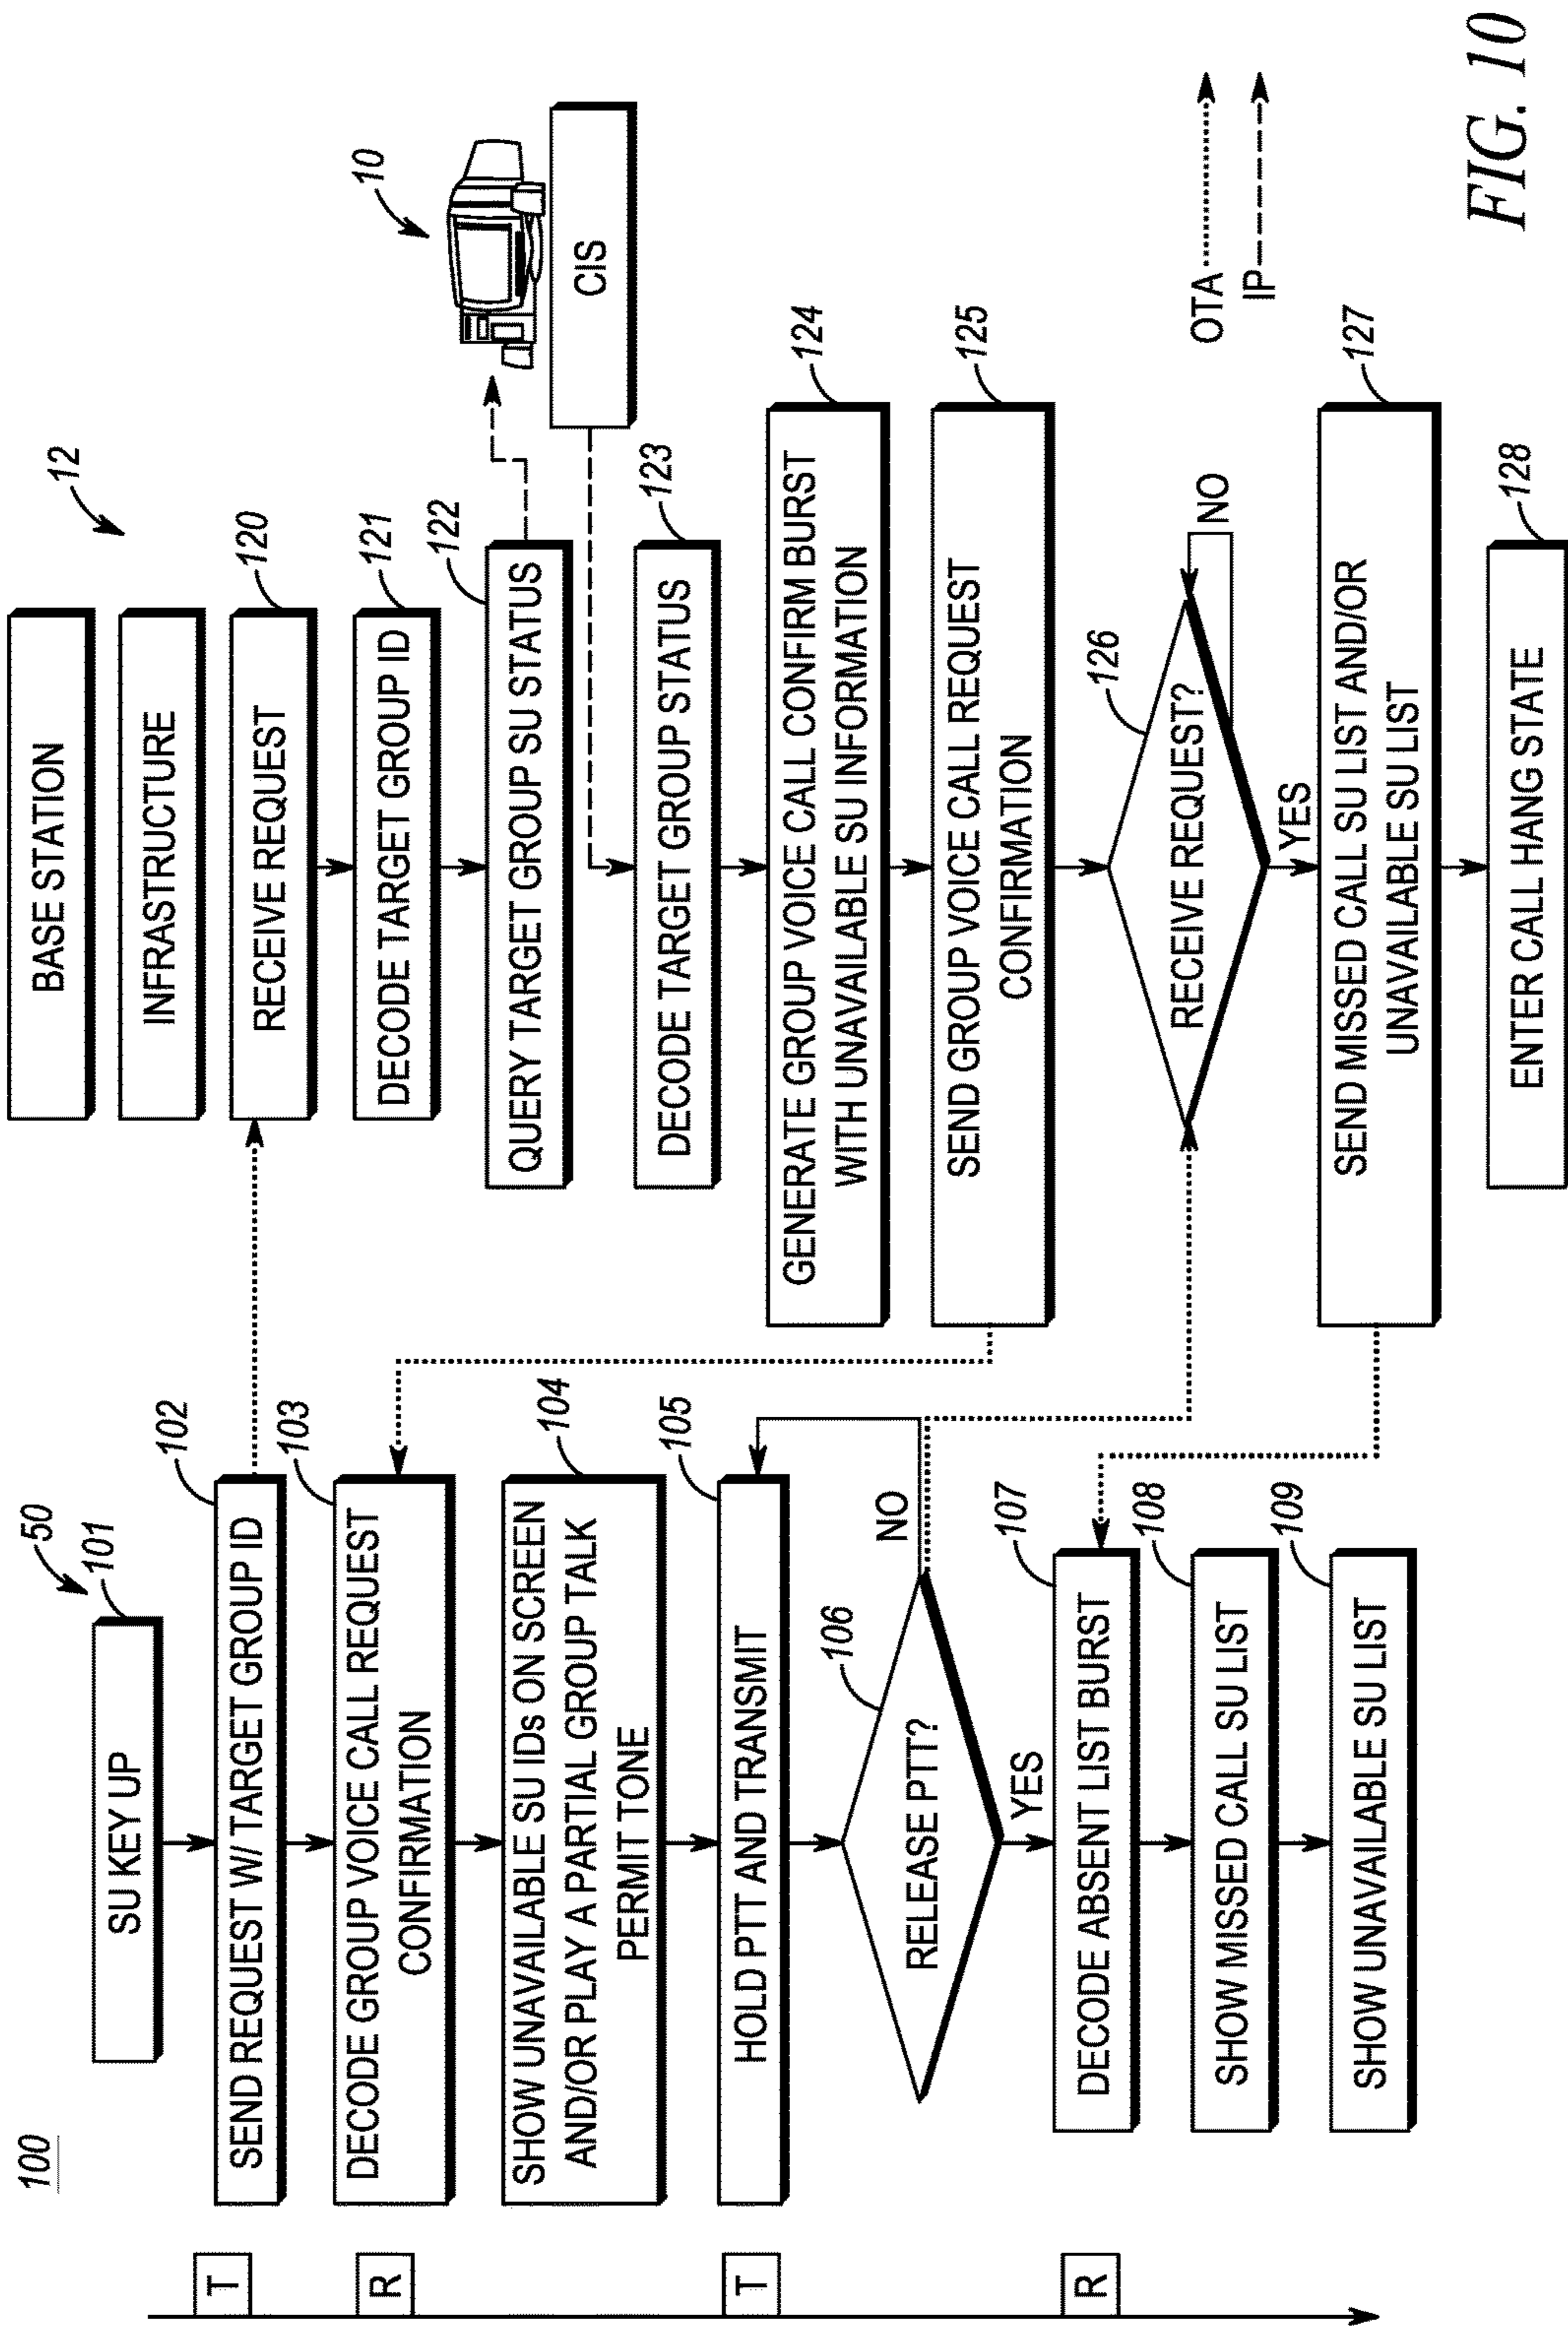 100
50
101
SU KEY UP
102
SEND REQUEST W/ TARGET GROUP ID
103
DECODE GROUP VOICE CALL REQUEST
CONFIRMATION
104
SHOW UNAVAILABLE SU IDs ON SCREEN
AND/OR PLAY A PARTIAL GROUP TALK
PERMIT TONE
105
HOLD PTT AND TRANSMIT
106
RELEASE PTT?
NO
YES
107
DECODE ABSENT LIST BURST
108
SHOW MISSED CALL SU LIST
109
SHOW UNAVAILABLE SU LIST
T
R
T
R
12
BASE STATION
INFRASTRUCTURE
120
RECEIVE REQUEST
121
DECODE TARGET GROUP ID
122
QUERY TARGET GROUP SU STATUS
10
CIS
123
DECODE TARGET GROUP STATUS
124
GENERATE GROUP VOICE CALL CONFIRM BURST
WITH UNAVAILABLE SU INFORMATION
125
SEND GROUP VOICE CALL REQUEST
CONFIRMATION
126
RECEIVE REQUEST?
NO
YES
127
SEND MISSED CALL SU LIST AND/OR
UNAVAILABLE SU LIST
128
ENTER CALL HANG STATE
OTA
IP
FIG. 10